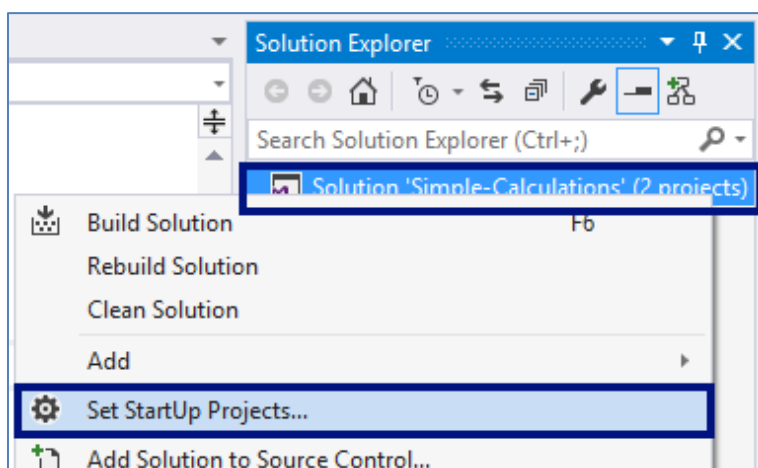 Solution Explorer
Search Solution Explorer (Ctrl+;)
Solution 'Simple-Calculations' (2 projects)
Build Solution F6
Rebuild Solution
Clean Solution
Add
Set StartUp Projects...
Add Solution to Source Control...